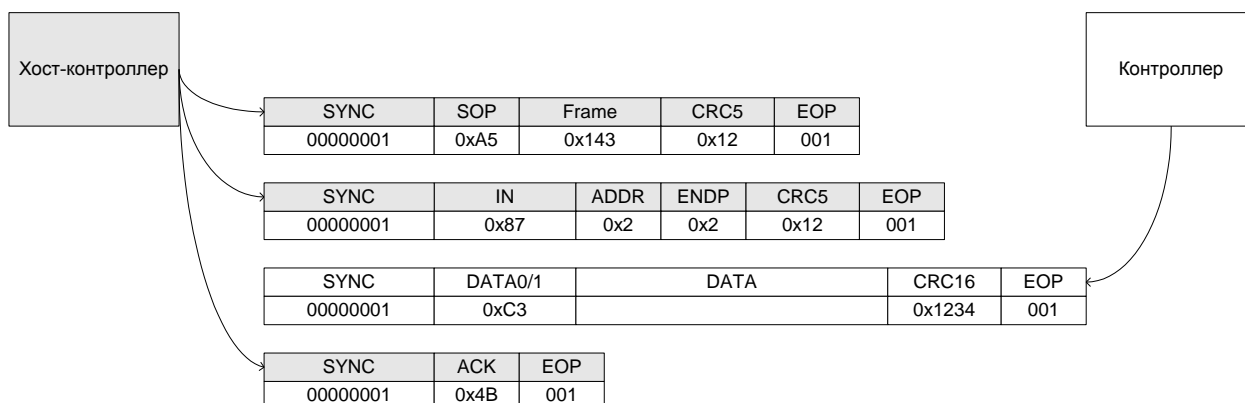 Хост-контроллер
Контроллер
SYNC SOP Frame CRC5 EOP
00000001 0xA5 0x143 0x12 001
SYNC IN ADDR ENDP CRC5 EOP
00000001 0x87 0x2 0x2 0x12 001
SYNC DATA0/1 DATA CRC16 EOP
00000001 0xC3 0x1234 001
SYNC ACK EOP
00000001 0x4B 001